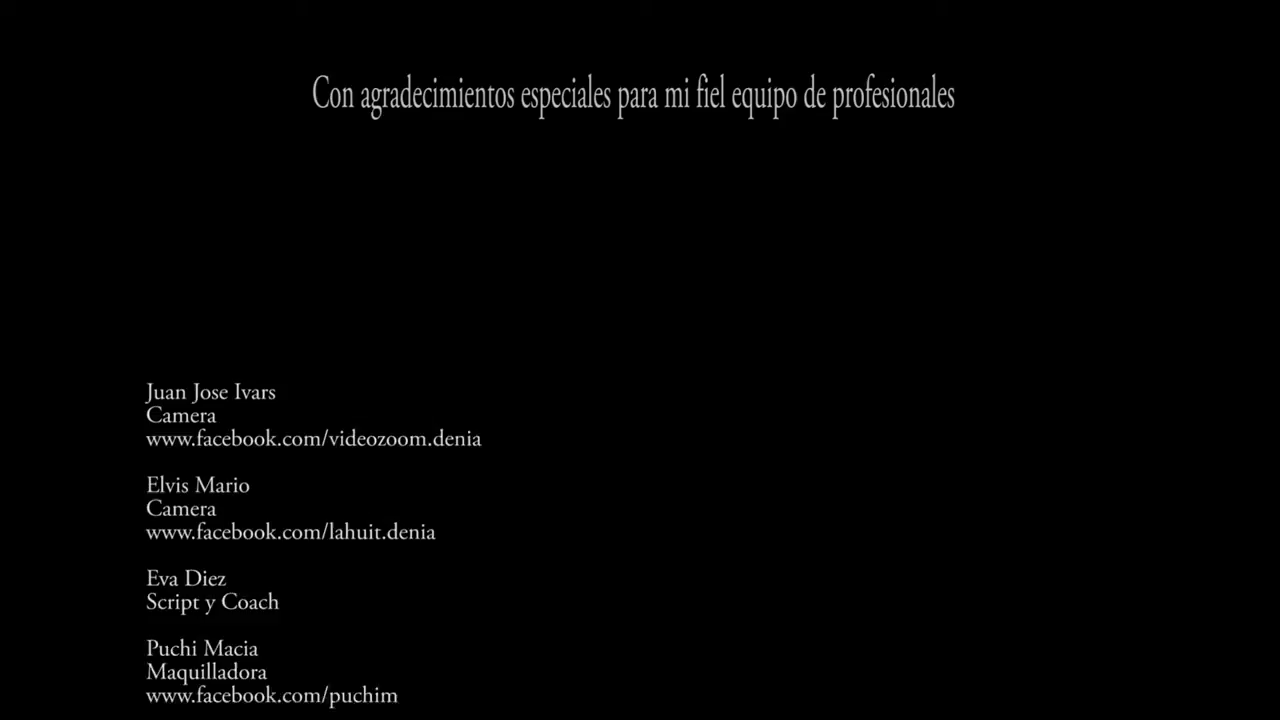 Con agradecimientos especiales para mi fiel equipo de profesionales
Juan Jose Ivars
Camera
www.facebook.com/videozoom.denia
Elvis Mario
Camera
www.facebook.com/lahuit.denia
Eva Diez
Script y Coach
Puchi Macia
Maquilladora
www.facebook.com/puchim